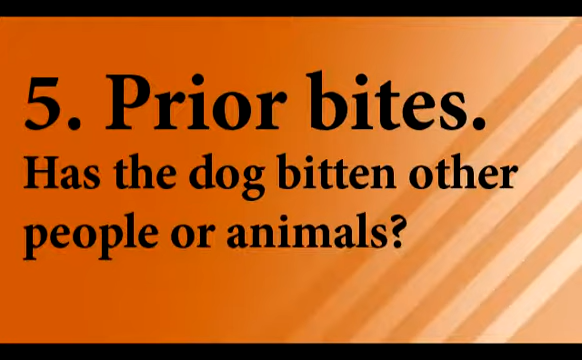 5. Prior bites.
Has the dog bitten other
people or animals?